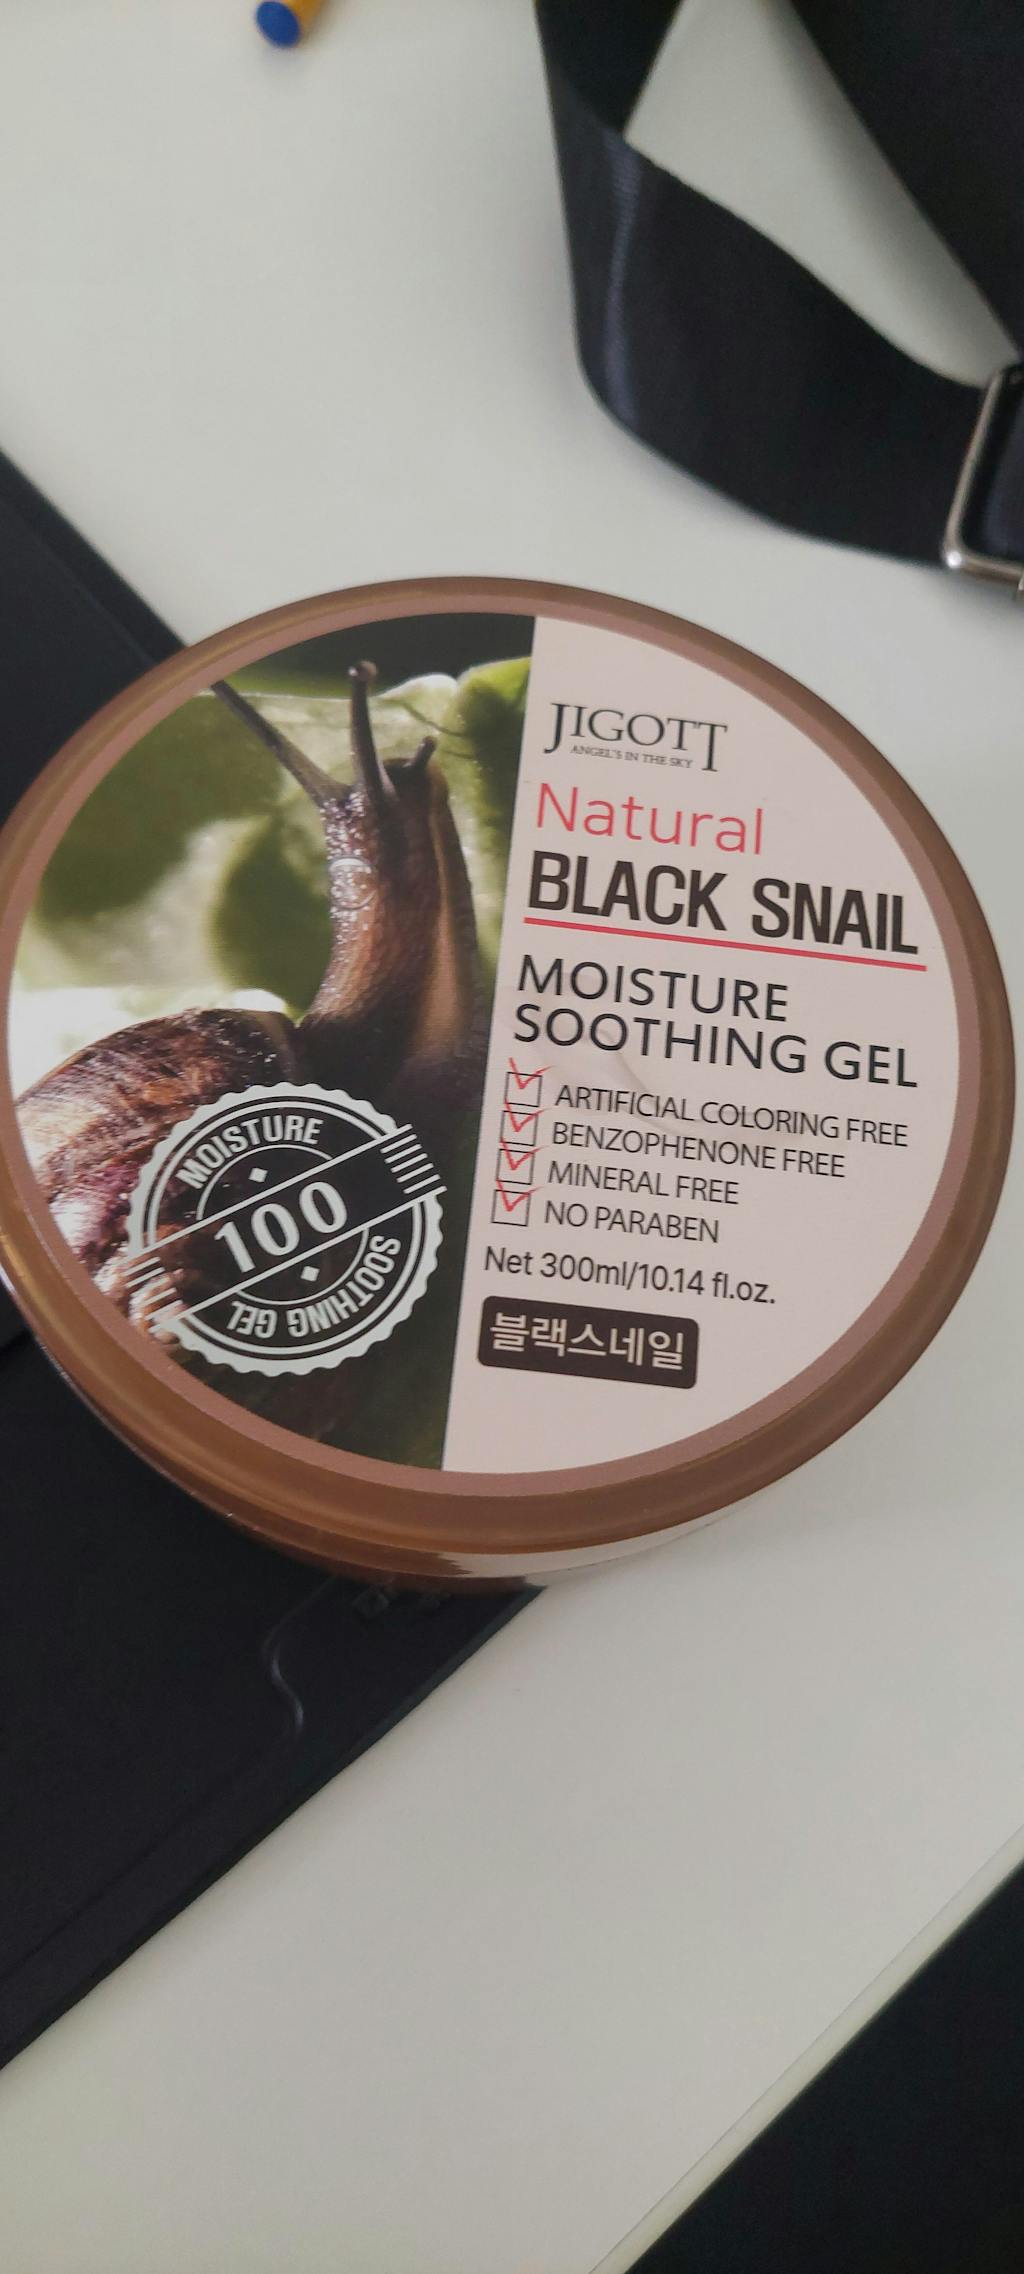 JIGOTT
ANGEL'S IN THE SKY
Natural
BLACK SNAIL
MOISTURE
SOOTHING GEL
ARTIFICIAL COLORING FREE
BENZOPHENONE FREE
MINERAL FREE
NO PARABEN
Net 300ml/10.14 fl.oz.
블랙스네일
MOISTURE
100
SOOTHING GEL